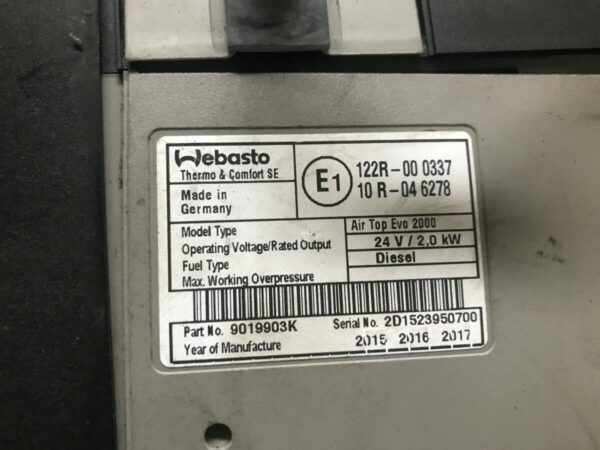 Webasto
Thermo & Comfort SE
E1
122R-00 0337
10 R-04 6278
Made in
Germany
Model Type Air Top Evo 2000
Operating Voltage/Rated Output 24 V / 2,0 kW
Fuel Type Diesel
Max. Working Overpressure
Part No. 9019903K Serial No. 2D1523950700
Year of Manufacture 2015 2016 2017